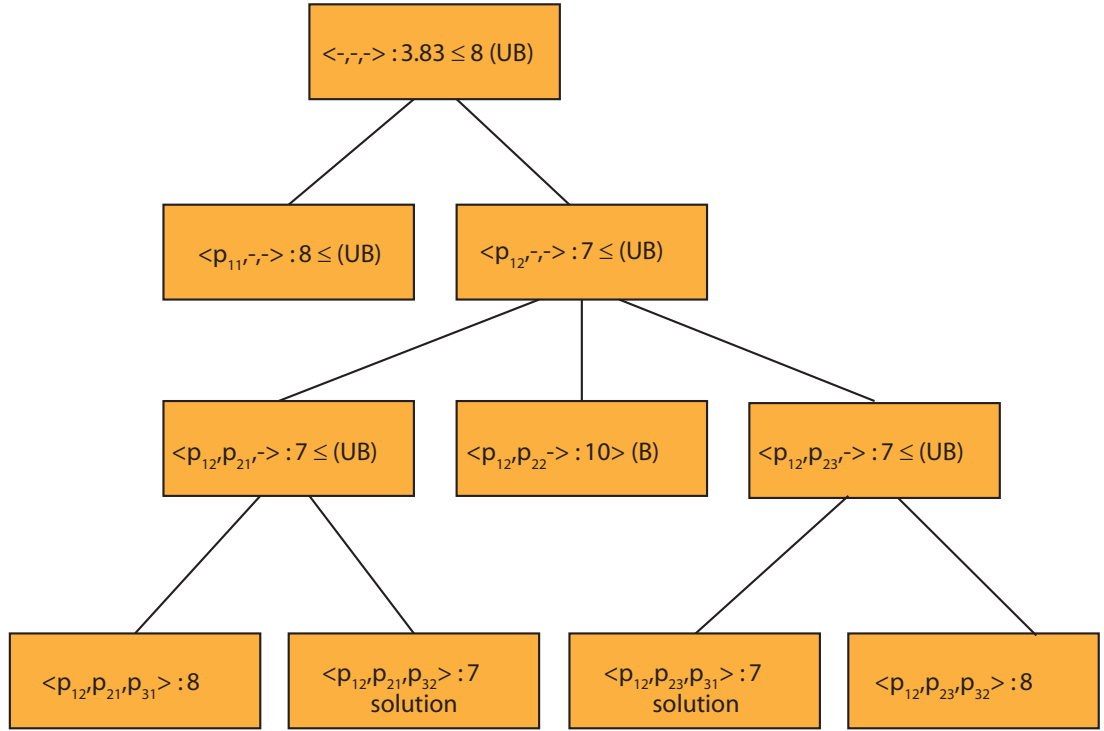 <-,-,-> : 3.83 ≤ 8 (UB)
<p₁₁,-,-> : 8 ≤ (UB)
<p₁₂,-,-> : 7 ≤ (UB)
<p₁₂,p₂₁,-> : 7 ≤ (UB)
<p₁₂,p₂₂-> : 10> (B)
<p₁₂,p₂₃,-> : 7 ≤ (UB)
<p₁₂,p₂₁,p₃₁> : 8
<p₁₂,p₂₁,p₃₂> : 7
solution
<p₁₂,p₂₃,p₃₁> : 7
solution
<p₁₂,p₂₃,p₃₂> : 8